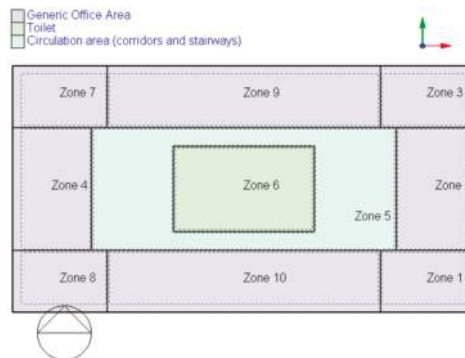 Generic Office Area
Toilet
Circulation area (corridors and stairways)
Zone 7
Zone 9
Zone 3
Zone 4
Zone 6
Zone
Zone 5
Zone 8
Zone 10
Zone 1